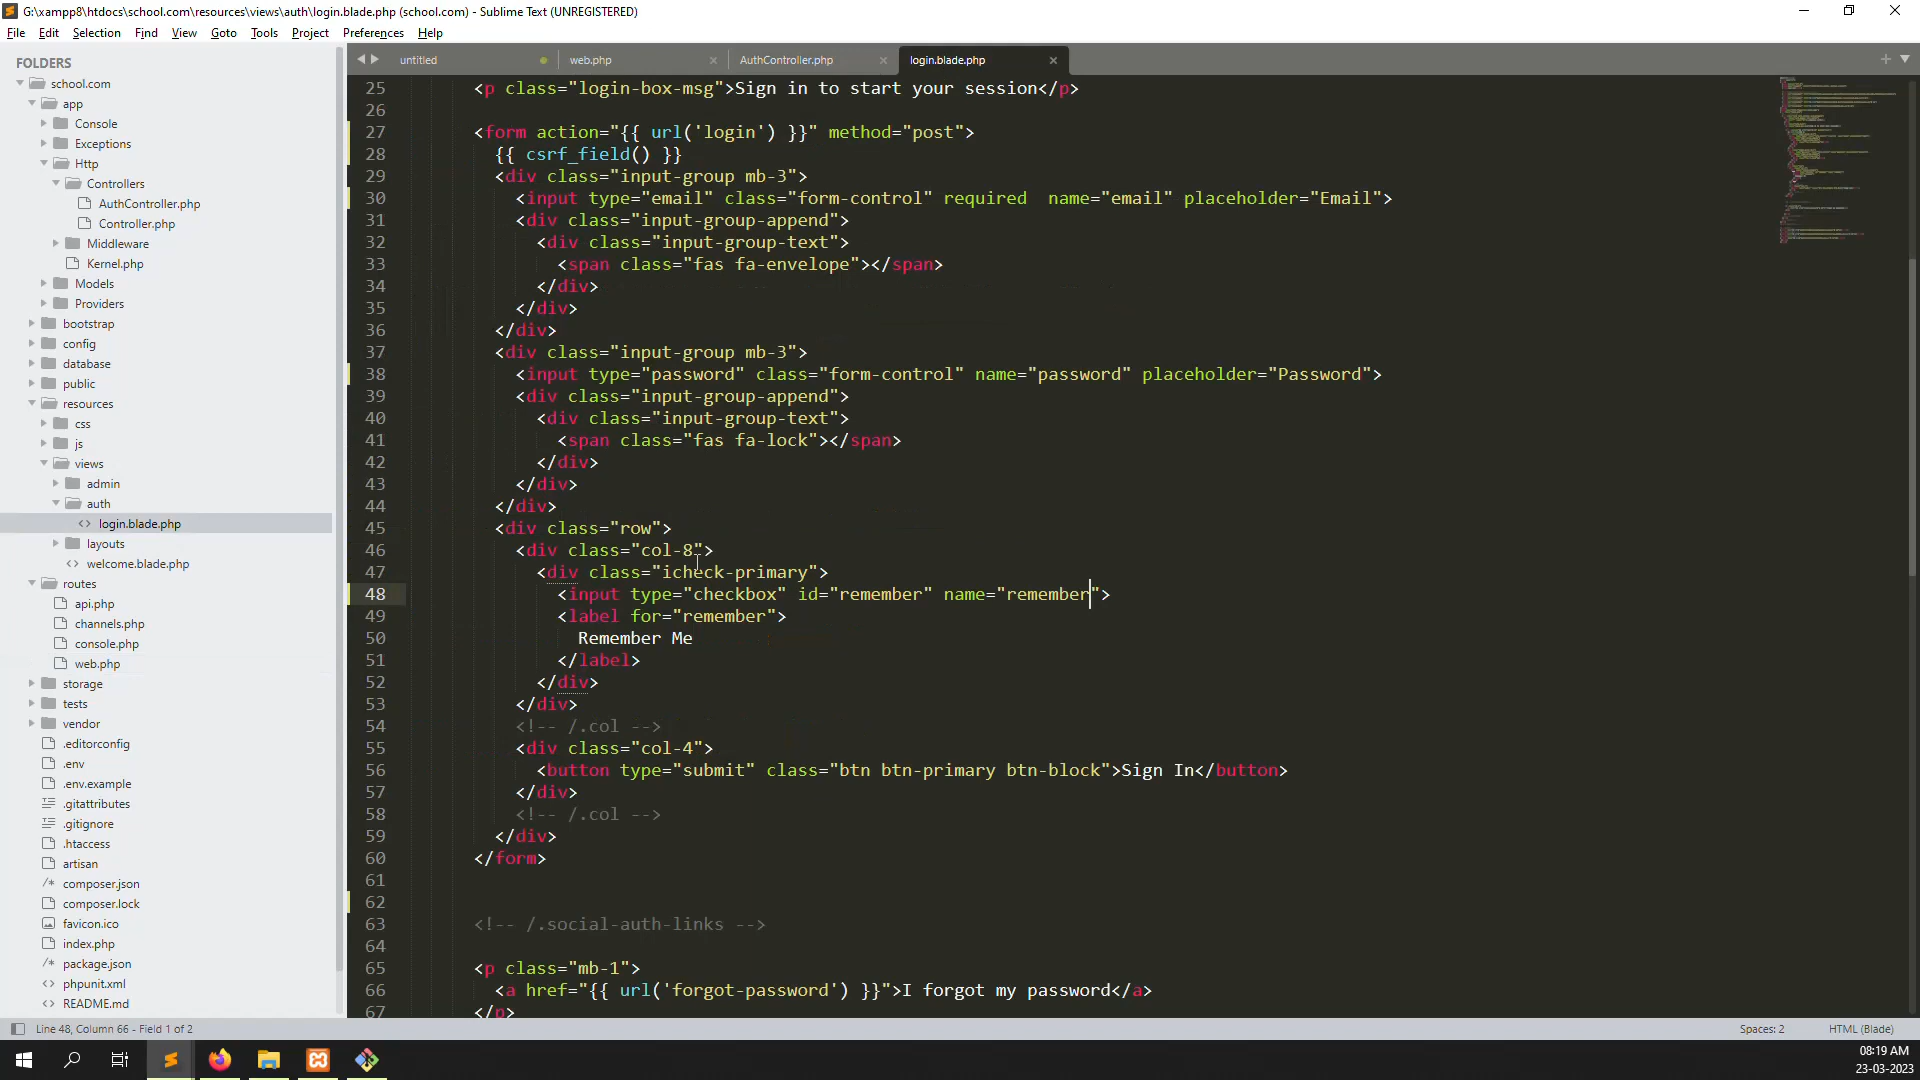 G:\xampp8\htdocs\school.com\resources\views\auth\login.blade.php (school.com) - Sublime Text (UNREGISTERED)
File Edit Selection Find View Goto Tools Project Preferences Help
FOLDERS
school.com
app
Console
Exceptions
Http
Controllers
AuthController.php
Controller.php
Middleware
Kernel.php
Models
Providers
bootstrap
config
database
public
resources
css
js
views
admin
auth
login.blade.php
layouts
welcome.blade.php
routes
api.php
channels.php
console.php
web.php
storage
tests
vendor
.editorconfig
.env
.env.example
.gitattributes
.gitignore
.htaccess
artisan
composer.json
composer.lock
favicon.ico
index.php
package.json
phpunit.xml
README.md
untitled web.php AuthController.php login.blade.php
25 <p class="login-box-msg">Sign in to start your session</p>
26
27 <form action="{{ url('login') }}" method="post">
28 {{ csrf_field() }}
29 <div class="input-group mb-3">
30 <input type="email" class="form-control" required  name="email" placeholder="Email">
31 <div class="input-group-append">
32 <div class="input-group-text">
33 <span class="fas fa-envelope"></span>
34 </div>
35 </div>
36 </div>
37 <div class="input-group mb-3">
38 <input type="password" class="form-control" name="password" placeholder="Password">
39 <div class="input-group-append">
40 <div class="input-group-text">
41 <span class="fas fa-lock"></span>
42 </div>
43 </div>
44 </div>
45 <div class="row">
46 <div class="col-8">
47 <div class="icheck-primary">
48 <input type="checkbox" id="remember" name="remember">
49 <label for="remember">
50 Remember Me
51 </label>
52 </div>
53 </div>
54 <!-- /.col -->
55 <div class="col-4">
56 <button type="submit" class="btn btn-primary btn-block">Sign In</button>
57 </div>
58 <!-- /.col -->
59 </div>
60 </form>
61
62
63 <!-- /.social-auth-links -->
64
65 <p class="mb-1">
66 <a href="{{ url('forgot-password') }}">I forgot my password</a>
67 </p>
Line 48, Column 66 - Field 1 of 2 Spaces: 2 HTML (Blade)
08:19 AM
23-03-2023